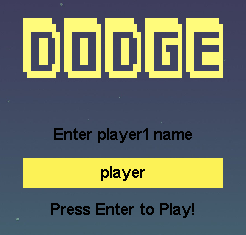 DODGE
Enter player1 name
player
Press Enter to Play!